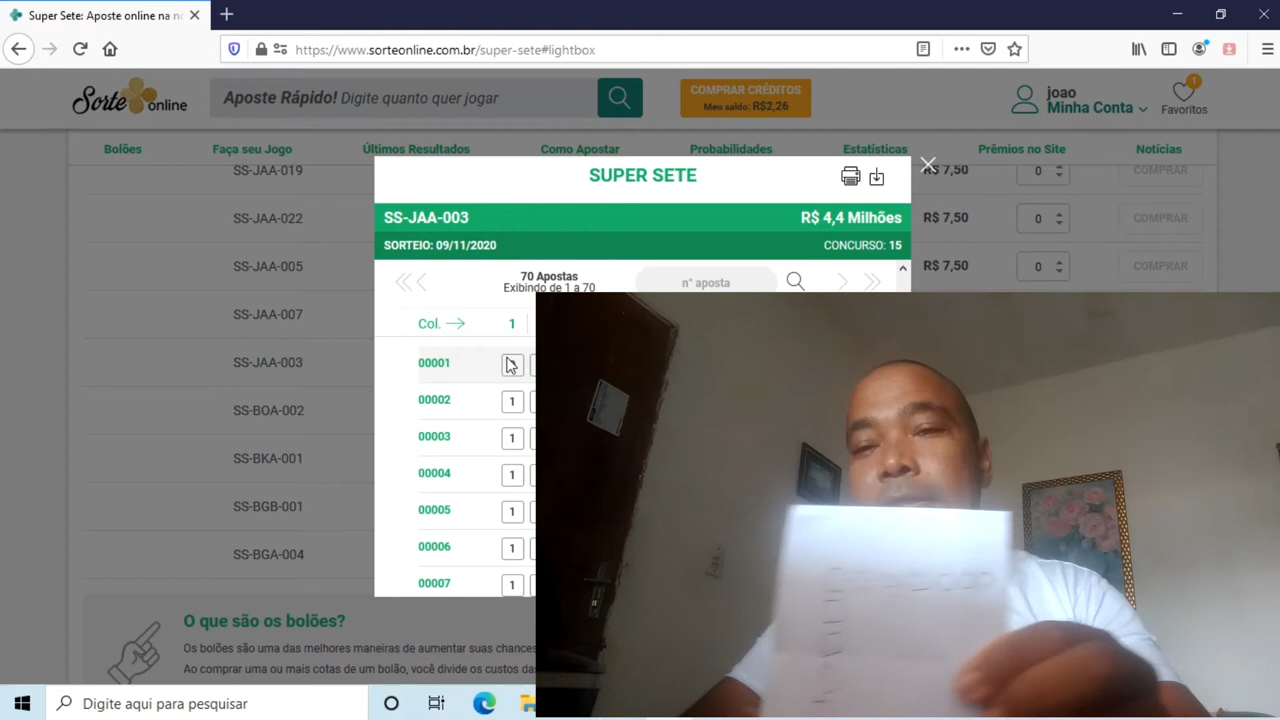 Super Sete: Aposte online na n
https://www.sorteonline.com.br/super-sete#lightbox
Sorte online
Aposte Rápido! Digite quanto quer jogar
COMPRAR CRÉDITOS
Meu saldo: R$2,26
joao
Minha Conta
1
Favoritos
Bolões Faça seu Jogo Últimos Resultados Como Apostar Probabilidades Estatísticas Prêmios no Site Notícias
SS-JAA-019 R$ 7,50 0 COMPRAR
SS-JAA-022 R$ 7,50 0 COMPRAR
SS-JAA-005 R$ 7,50 0 COMPRAR
SS-JAA-007
SS-JAA-003
SS-BOA-002
SS-BKA-001
SS-BGB-001
SS-BGA-004
SUPER SETE
SS-JAA-003 R$ 4,4 Milhões
SORTEIO: 09/11/2020 CONCURSO: 15
70 Apostas
Exibindo de 1 a 70
n° aposta
Col. 1
00001
00002 1
00003 1
00004 1
00005 1
00006 1
00007 1
O que são os bolões?
Os bolões são uma das melhores maneiras de aumentar suas chances
Ao comprar uma ou mais cotas de um bolão, você divide os custos das
Digite aqui para pesquisar